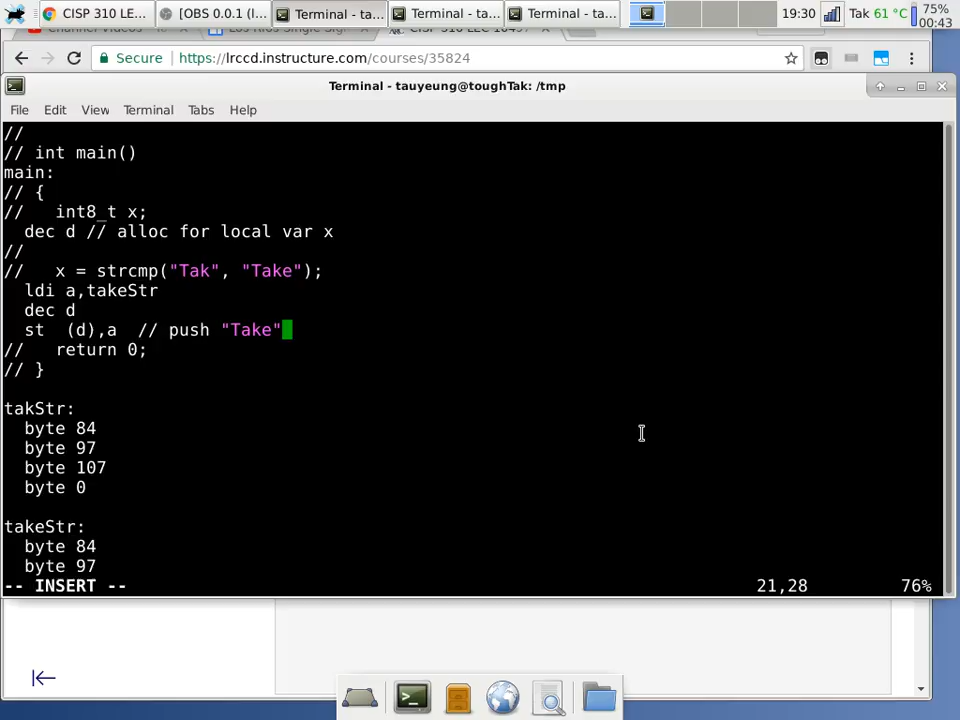 CISP 310 LE...
[OBS 0.0.1 (l...
Terminal - ta...
Terminal - ta...
Terminal - ta...
19:30
Tak 61 °C
75%
00:43
Secure
https://lrccd.instructure.com/courses/35824
Terminal - tauyeung@toughTak: /tmp
File Edit View Terminal Tabs Help
//
// int main()
main:
// {
//   int8_t x;
  dec d // alloc for local var x
//
//   x = strcmp("Tak", "Take");
  ldi a,takeStr
  dec d
  st  (d),a  // push "Take"
//   return 0;
// }
takStr:
  byte 84
  byte 97
  byte 107
  byte 0
takeStr:
  byte 84
  byte 97
-- INSERT --
21,28
76%